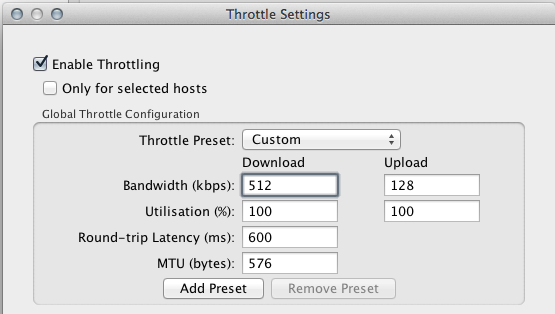 Throttle Settings
Enable Throttling
Only for selected hosts
Global Throttle Configuration
Throttle Preset: Custom
Download Upload
Bandwidth (kbps): 512 128
Utilisation (%): 100 100
Round-trip Latency (ms): 600
MTU (bytes): 576
Add Preset Remove Preset